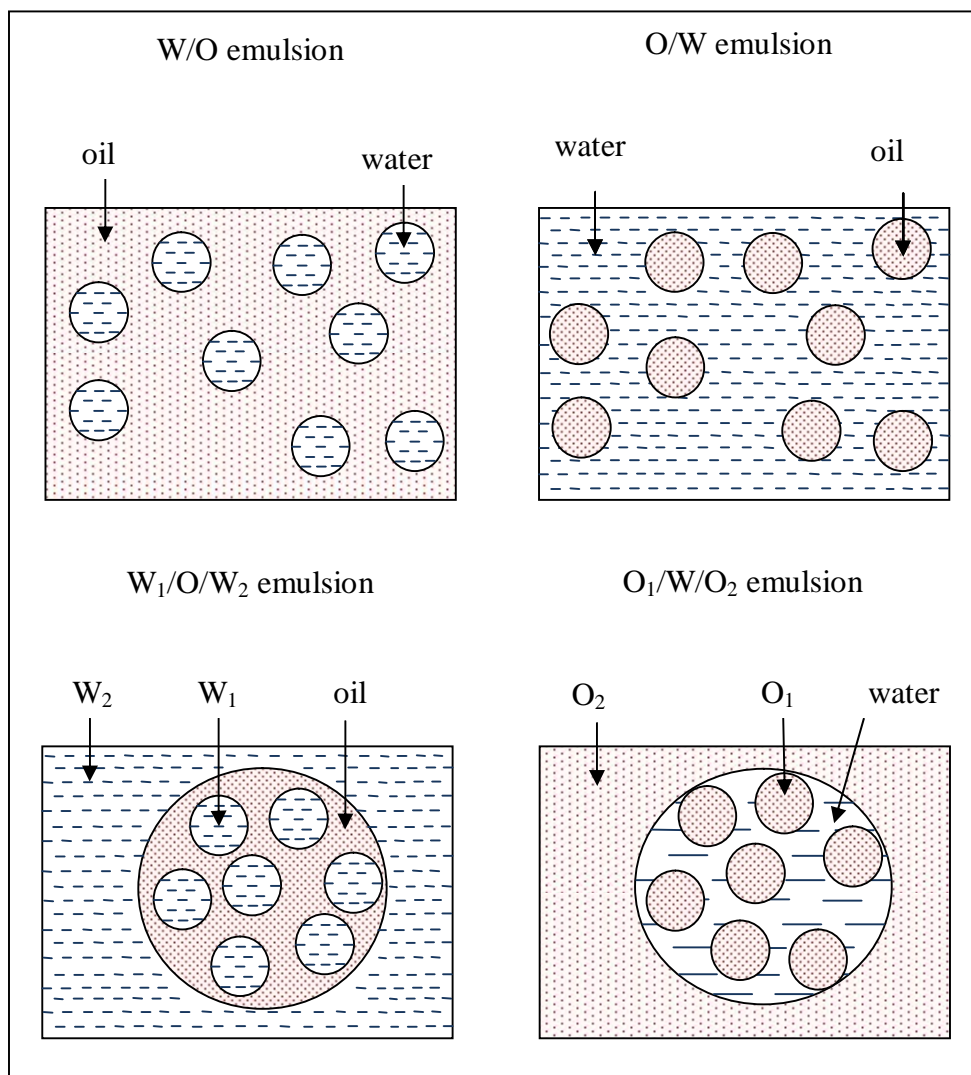 W/O emulsion
O/W emulsion
oil
water
water
oil
W₁/O/W₂ emulsion
O₁/W/O₂ emulsion
W₂
W₁
oil
O₂
O₁
water